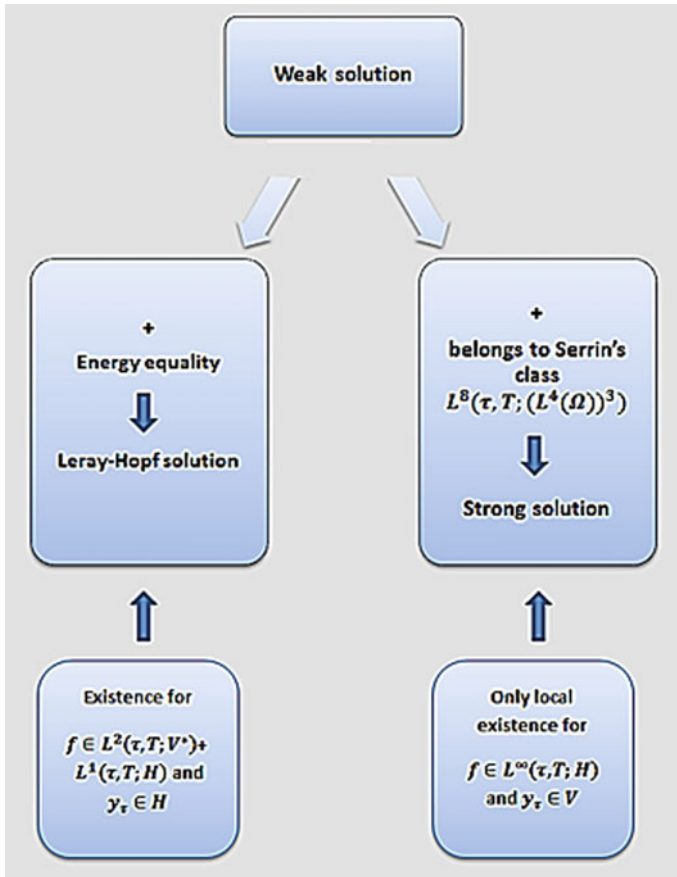 Weak solution
+
Energy equality
Leray-Hopf solution
+
belongs to Serrin's
class
L⁸(τ, T; (L⁴(Ω))³)
Strong solution
Existence for
f ∈ L²(τ,T;V*)+
L¹(τ,T;H) and
y_τ ∈ H
Only local
existence for
f ∈ L^∞(τ,T;H)
and y_τ ∈ V